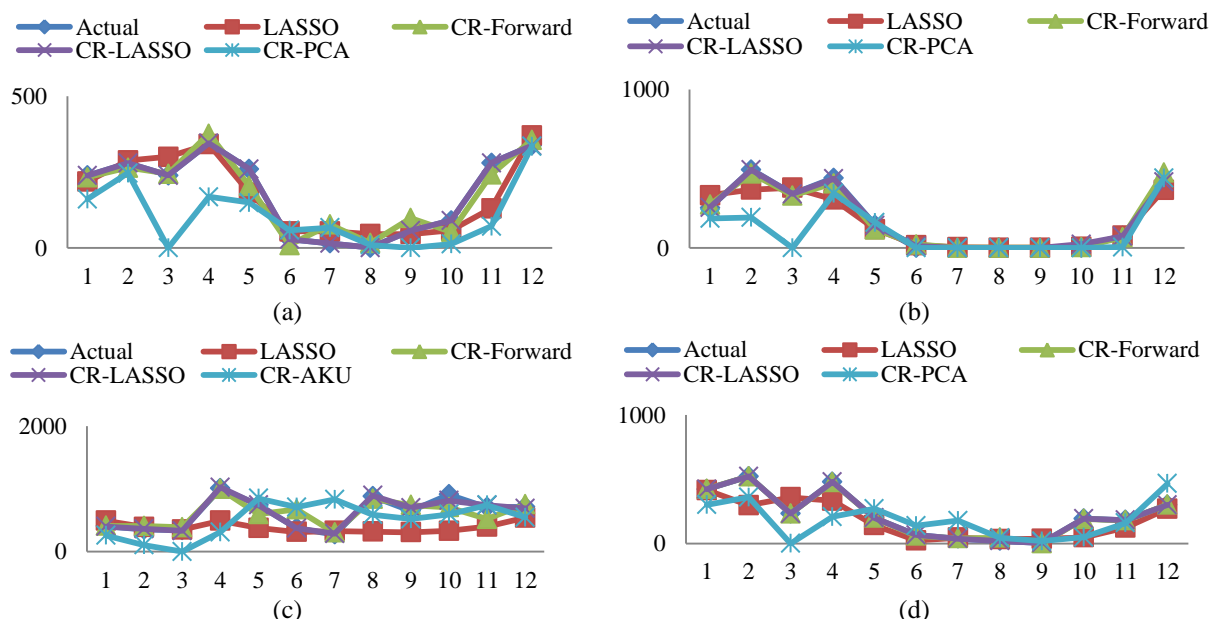 Actual LASSO CR-Forward
CR-LASSO CR-PCA
500
0
1 2 3 4 5 6 7 8 9 10 11 12
(a)
Actual LASSO CR-Forward
CR-LASSO CR-PCA
1000
0
1 2 3 4 5 6 7 8 9 10 11 12
(b)
Actual LASSO CR-Forward
CR-LASSO CR-AKU
2000
0
1 2 3 4 5 6 7 8 9 10 11 12
(c)
Actual LASSO CR-Forward
CR-LASSO CR-PCA
1000
0
1 2 3 4 5 6 7 8 9 10 11 12
(d)